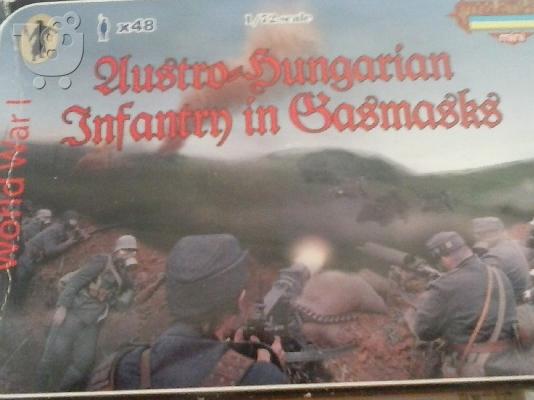 x48
1/72 scale
Austro-Hungarian
Infantry in Gasmasks
World War I